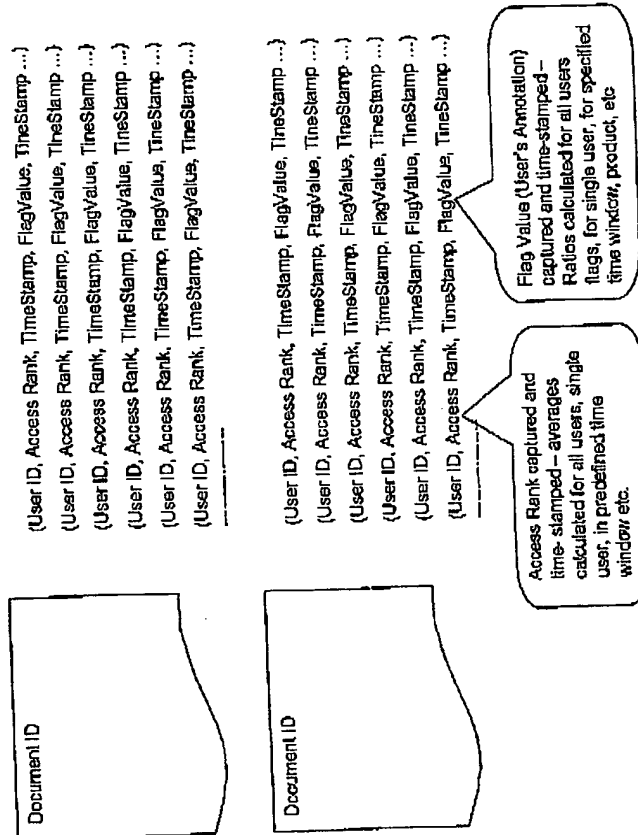 Document ID
(User ID, Access Rank, TimeStamp, FlagValue, TimeStamp ...)
(User ID, Access Rank, TimeStamp, FlagValue, TimeStamp ...)
(User ID, Access Rank, TimeStamp, FlagValue, TimeStamp ...)
(User ID, Access Rank, TimeStamp, FlagValue, TimeStamp ...)
(User ID, Access Rank, TimeStamp, FlagValue, TimeStamp ...)
(User ID, Access Rank, TimeStamp, FlagValue, TimeStamp ...)
Document ID
(User ID, Access Rank, TimeStamp, FlagValue, TimeStamp ...)
(User ID, Access Rank, TimeStamp, FlagValue, TimeStamp ...)
(User ID, Access Rank, TimeStamp, FlagValue, TimeStamp ...)
(User ID, Access Rank, TimeStamp, FlagValue, TimeStamp ...)
(User ID, Access Rank, TimeStamp, FlagValue, TimeStamp ...)
(User ID, Access Rank, TimeStamp, FlagValue, TimeStamp ...)
Access Rank captured and
time- stamped – averages
calculated for all users, single
user, in predefined time
window etc.
Flag Value (User's Annotation)
captured and time-stamped –
Ratios calculated for all users
flags, for single user, for specified
time window, product, etc